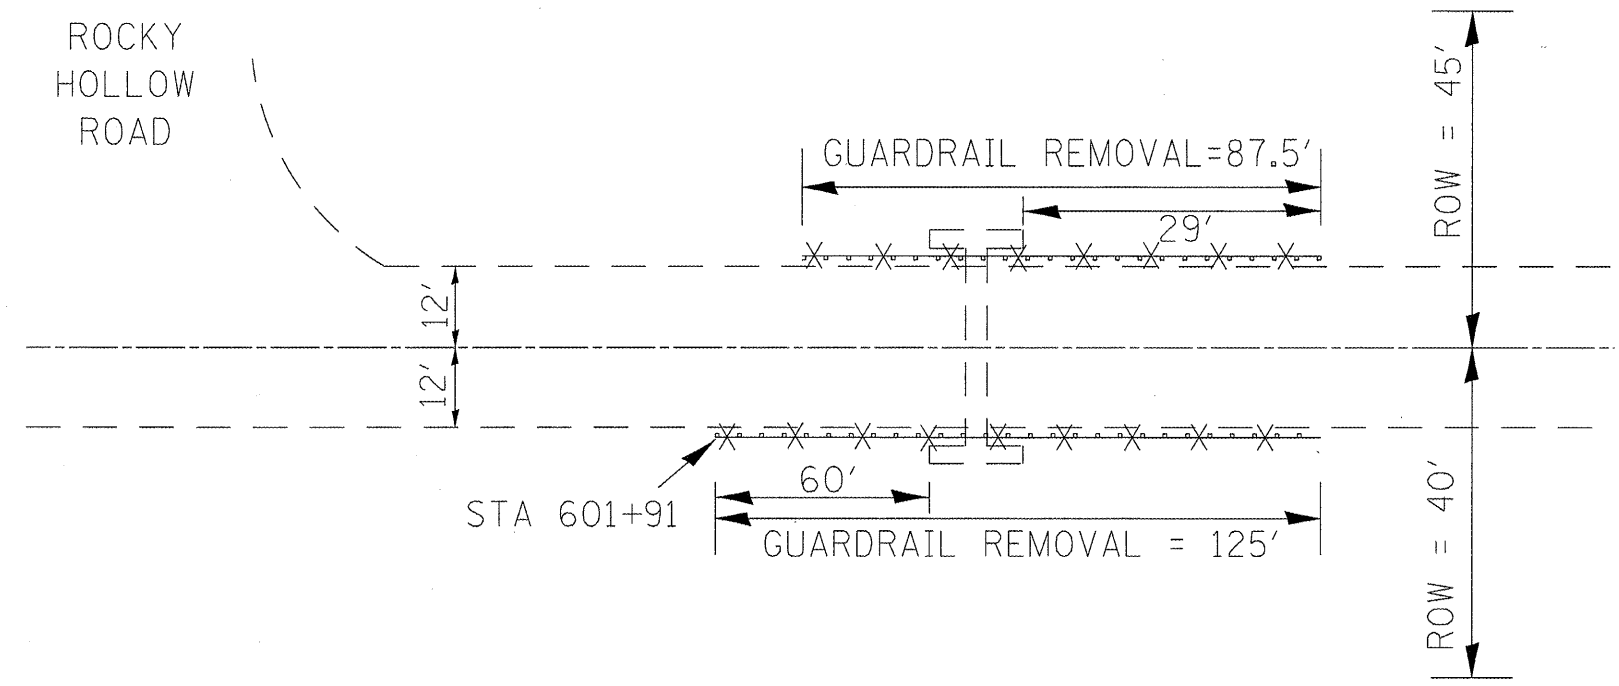 ROCKY
HOLLOW
ROAD
GUARDRAIL REMOVAL=87.5'
29'
ROW = 45'
12'
12'
60'
STA 601+91
GUARDRAIL REMOVAL = 125'
ROW = 40'